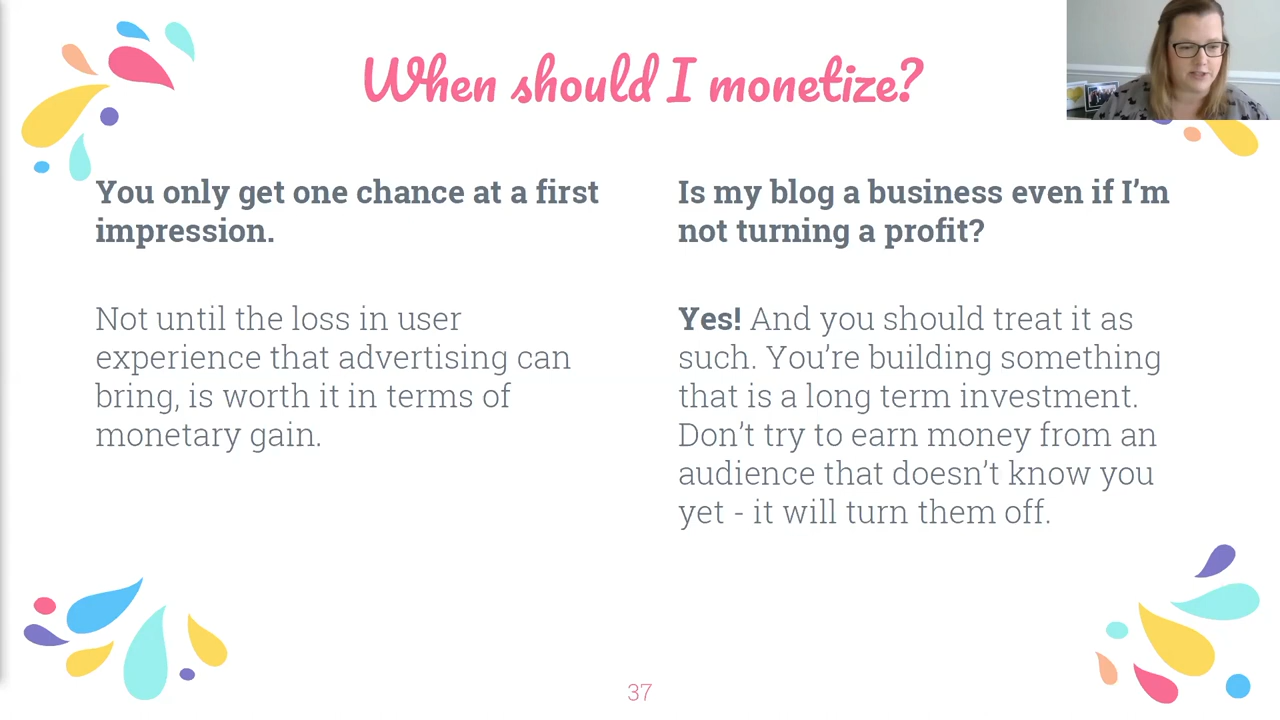 When should I monetize?
You only get one chance at a first
impression.
Not until the loss in user
experience that advertising can
bring, is worth it in terms of
monetary gain.
Is my blog a business even if I’m
not turning a profit?
Yes! And you should treat it as
such. You’re building something
that is a long term investment.
Don’t try to earn money from an
audience that doesn’t know you
yet - it will turn them off.
37